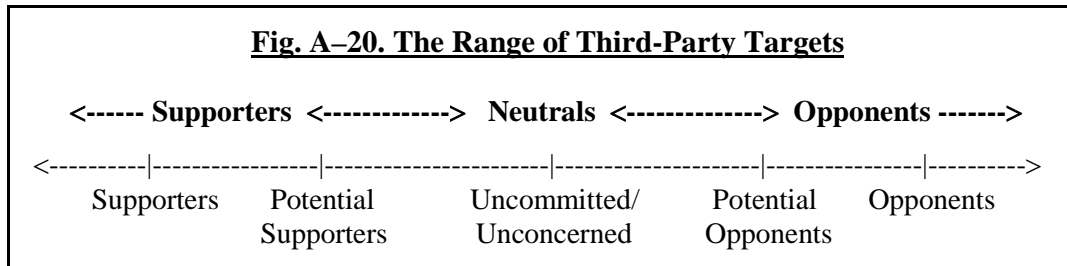 Fig. A–20. The Range of Third-Party Targets
<------ Supporters <-------------> Neutrals <-------------> Opponents ------->
<----------|-----------------|-----------------------|---------------------|----------------|---------->
Supporters Potential Uncommitted/ Potential Opponents
Supporters Unconcerned Opponents